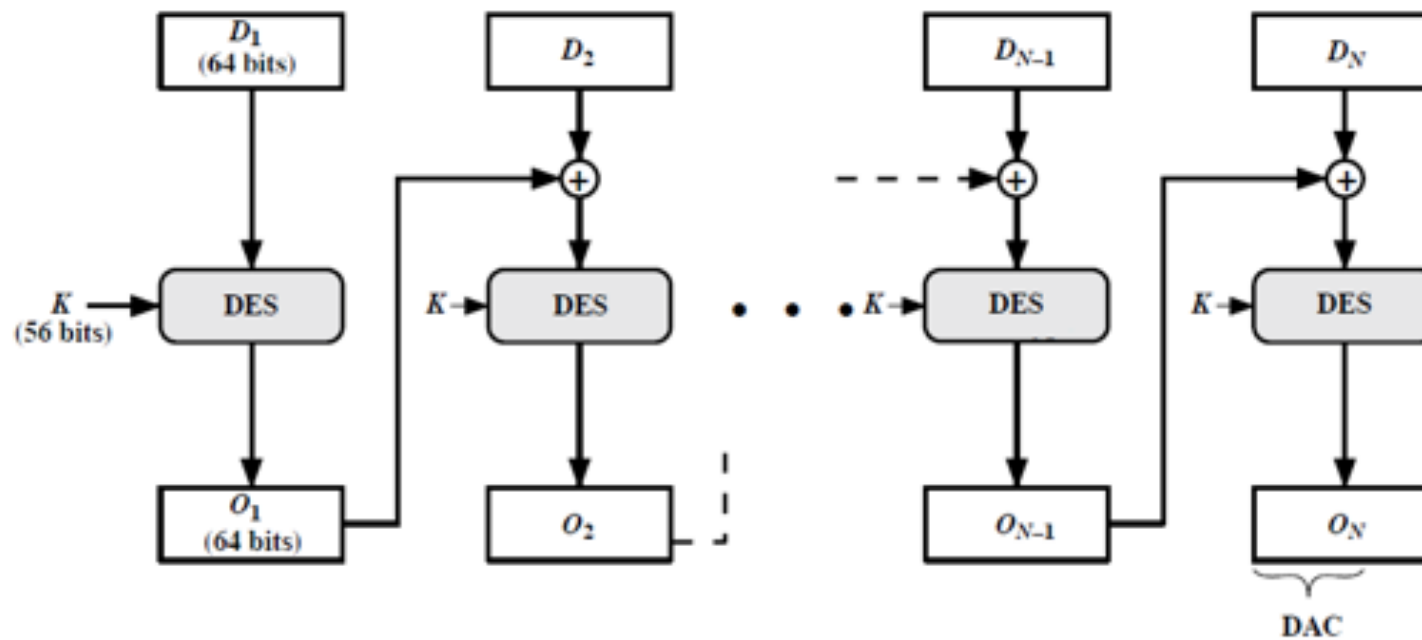 D1
(64 bits)
D2
DN–1
DN
+
+
+
K
(56 bits)
DES
K
DES
K
DES
K
DES
O1
(64 bits)
O2
ON–1
ON
DAC